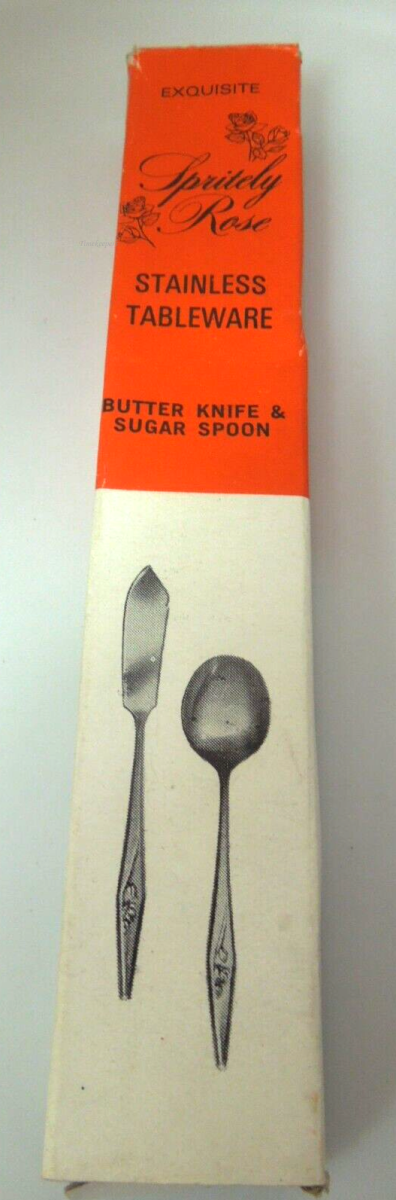 EXQUISITE
Spritely
Rose
STAINLESS
TABLEWARE
BUTTER KNIFE &
SUGAR SPOON